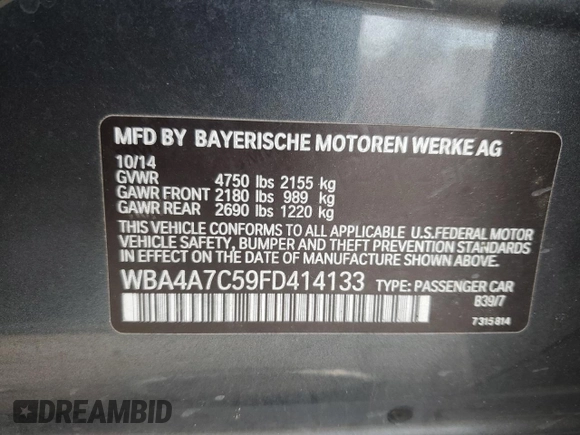 MFD BY BAYERISCHE MOTOREN WERKE AG
10/14
GVWR 4750 lbs 2155 kg
GAWR FRONT 2180 lbs 989 kg
GAWR REAR 2690 lbs 1220 kg
THIS VEHICLE CONFORMS TO ALL APPLICABLE U.S.FEDERAL MOTOR
VEHICLE SAFETY, BUMPER AND THEFT PREVENTION STANDARDS
IN EFFECT ON THE DATE OF MANUFACTURE SHOWN ABOVE
WBA4A7C59FD414133 TYPE: PASSENGER CAR
B39/7
7315814
DREAMBID